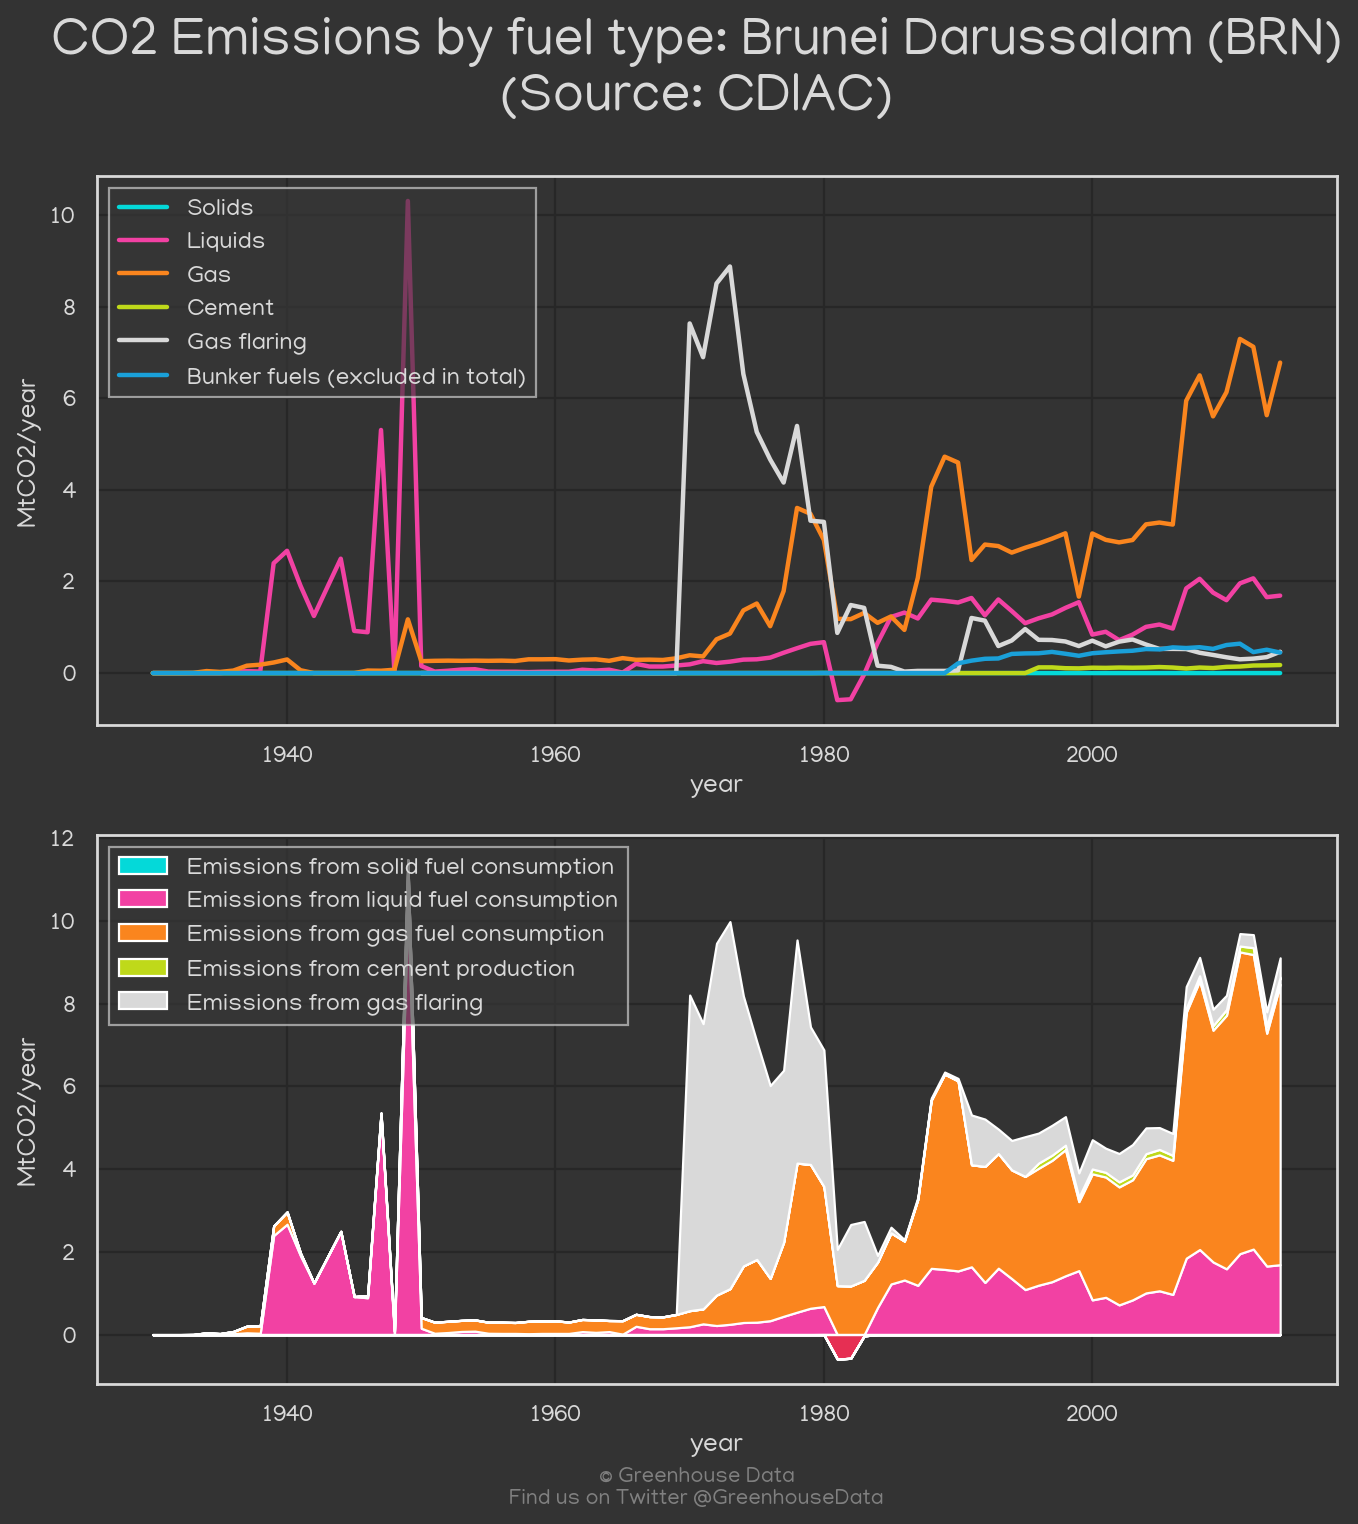 CO2 Emissions by fuel type: Brunei Darussalam (BRN)
(Source: CDIAC)
Solids
Liquids
Gas
Cement
Gas flaring
Bunker fuels (excluded in total)
10
8
6
4
2
0
MtCO2/year
1940 1960 1980 2000
year
Emissions from solid fuel consumption
Emissions from liquid fuel consumption
Emissions from gas fuel consumption
Emissions from cement production
Emissions from gas flaring
12
10
8
6
4
2
0
MtCO2/year
1940 1960 1980 2000
year
© Greenhouse Data
Find us on Twitter @GreenhouseData